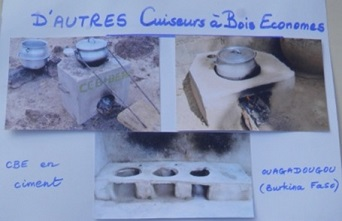 D'AUTRES Cuiseurs à Bois Economes
CBE en
ciment
OUAGADOUGOU
(Burkina Faso)